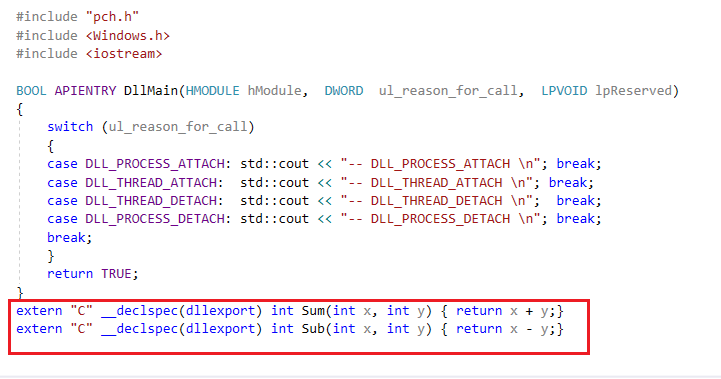 #include "pch.h"
#include <Windows.h>
#include <iostream>
BOOL APIENTRY DllMain(HMODULE hModule,  DWORD  ul_reason_for_call,  LPVOID lpReserved)
{
    switch (ul_reason_for_call)
    {
    case DLL_PROCESS_ATTACH: std::cout << "-- DLL_PROCESS_ATTACH \n"; break;
    case DLL_THREAD_ATTACH:  std::cout << "-- DLL_THREAD_ATTACH \n"; break;
    case DLL_THREAD_DETACH: std::cout << "-- DLL_THREAD_DETACH \n";  break;
    case DLL_PROCESS_DETACH: std::cout << "-- DLL_PROCESS_DETACH \n"; break;
    break;
    }
    return TRUE;
}
extern "C" __declspec(dllexport) int Sum(int x, int y) { return x + y;}
extern "C" __declspec(dllexport) int Sub(int x, int y) { return x - y;}